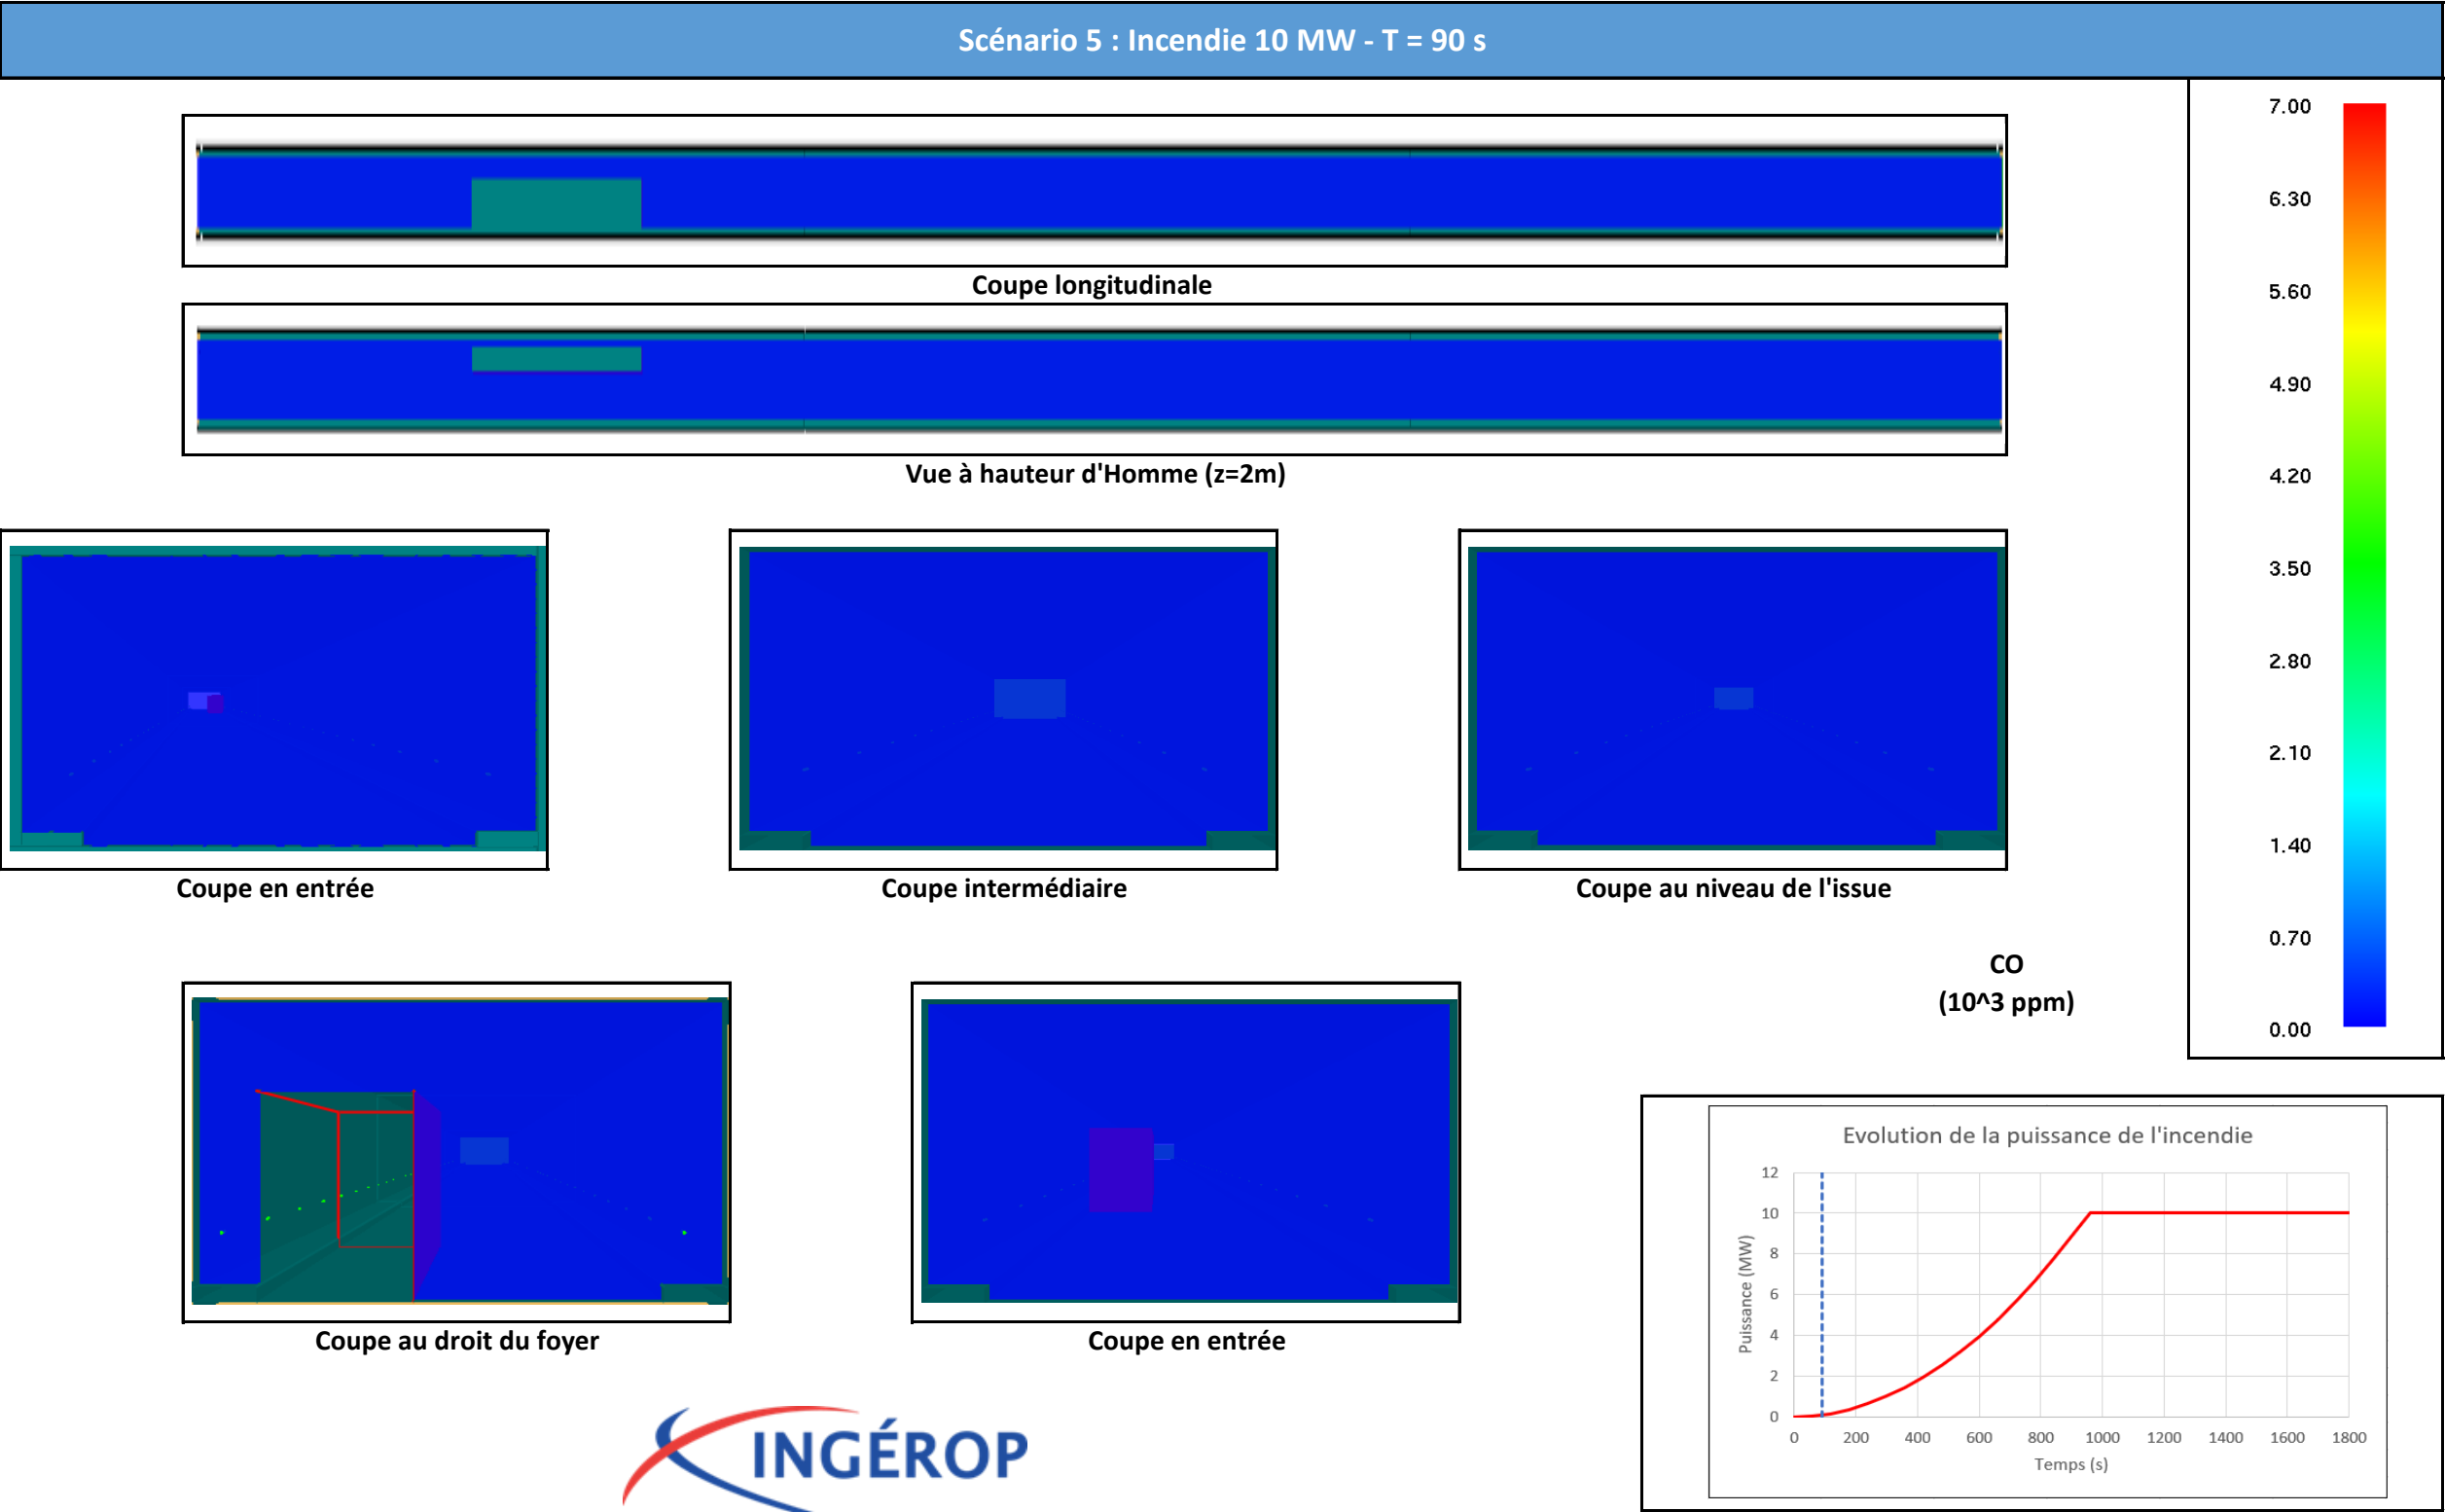 Scénario 5 : Incendie 10 MW - T = 90 s
Coupe longitudinale
Vue à hauteur d'Homme (z=2m)
Coupe en entrée
Coupe intermédiaire
Coupe au niveau de l'issue
Coupe au droit du foyer
Coupe en entrée
7.00
6.30
5.60
4.90
4.20
3.50
2.80
2.10
1.40
0.70
0.00
CO
(10^3 ppm)
Evolution de la puissance de l'incendie
Puissance (MW)
12
10
8
6
4
2
0
0 200 400 600 800 1000 1200 1400 1600 1800
Temps (s)
INGÉROP